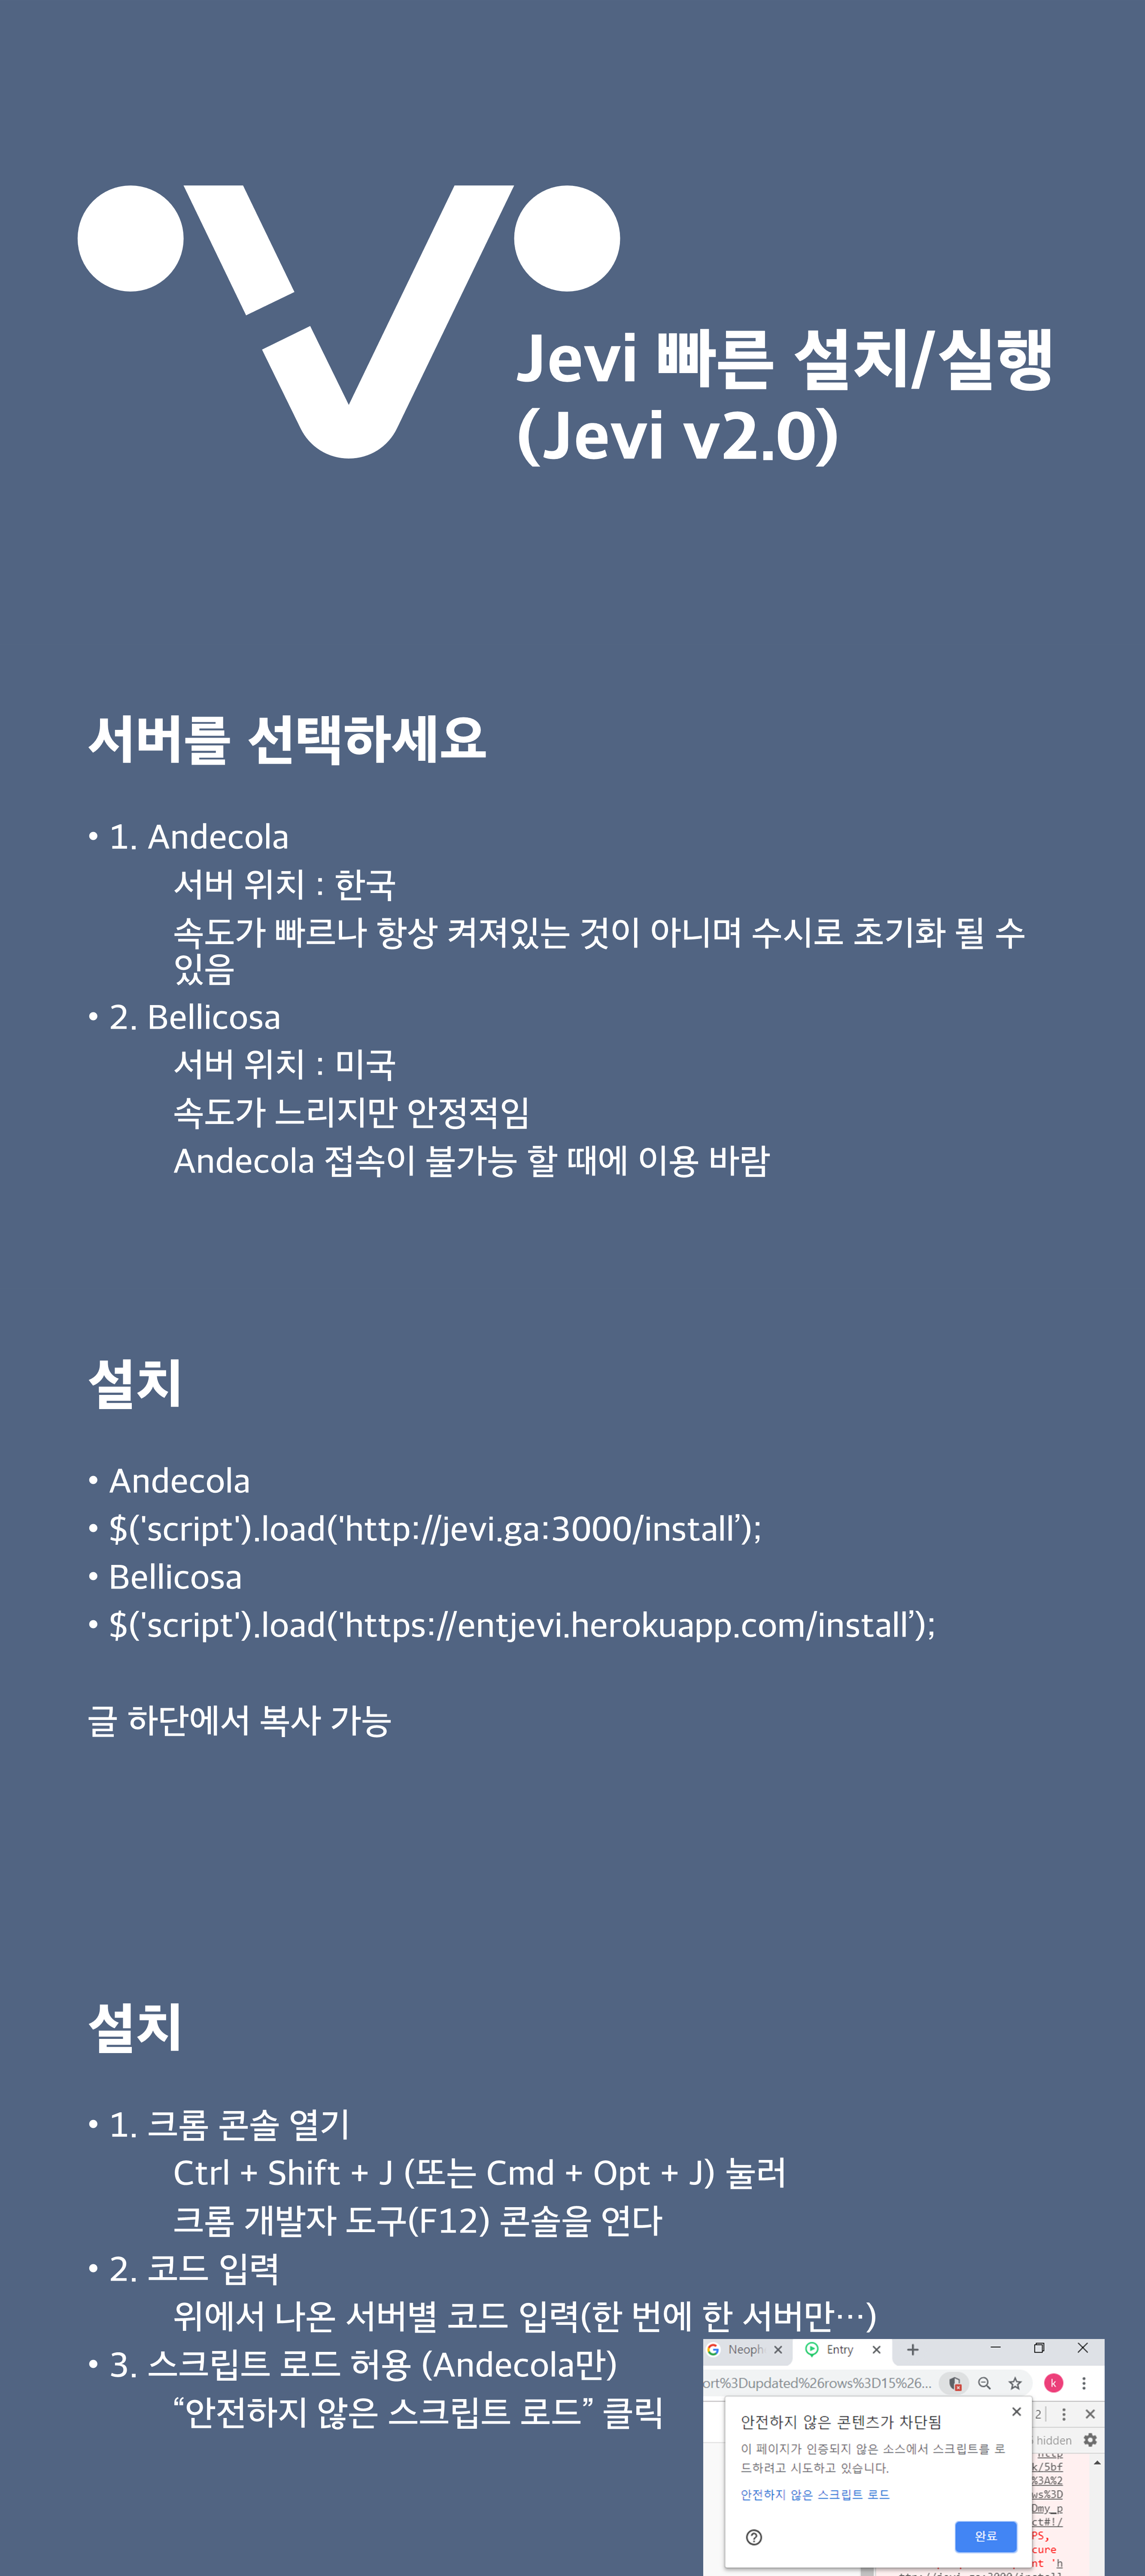 Jevi 빠른 설치/실행
(Jevi v2.0)
서버를 선택하세요
• 1. Andecola
서버 위치 : 한국
속도가 빠르나 항상 켜져있는 것이 아니며 수시로 초기화 될 수
있음
• 2. Bellicosa
서버 위치 : 미국
속도가 느리지만 안정적임
Andecola 접속이 불가능 할 때에 이용 바람
설치
• Andecola
• $('script').load('http://jevi.ga:3000/install’);
• Bellicosa
• $('script').load('https://entjevi.herokuapp.com/install’);
글 하단에서 복사 가능
설치
• 1. 크롬 콘솔 열기
Ctrl + Shift + J (또는 Cmd + Opt + J) 눌러
크롬 개발자 도구(F12) 콘솔을 연다
• 2. 코드 입력
위에서 나온 서버별 코드 입력(한 번에 한 서버만…)
• 3. 스크립트 로드 허용 (Andecola만)
“안전하지 않은 스크립트 로드” 클릭
Neoph
Entry
ort%3Dupdated%26rows%3D15%26...
k
안전하지 않은 콘텐츠가 차단됨
2
이 페이지가 인증되지 않은 소스에서 스크립트를 로
드하려고 시도하고 있습니다.
hidden
안전하지 않은 스크립트 로드
완료
k/5bf
%3A%2
ws%3D
Dmy_p
ct#!/
PS,
cure
nt 'h